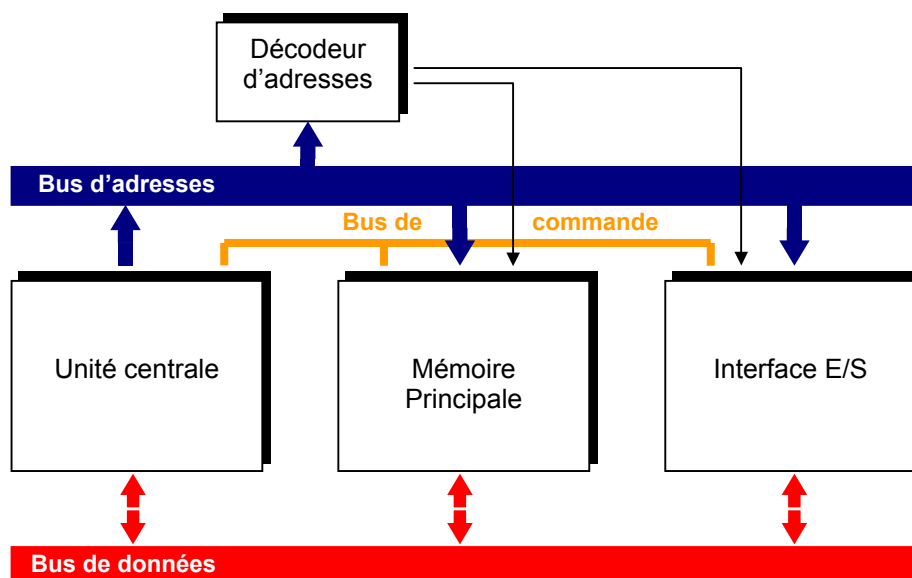 Décodeur
d’adresses
Bus d’adresses
Bus de commande
Unité centrale
Mémoire
Principale
Interface E/S
Bus de données